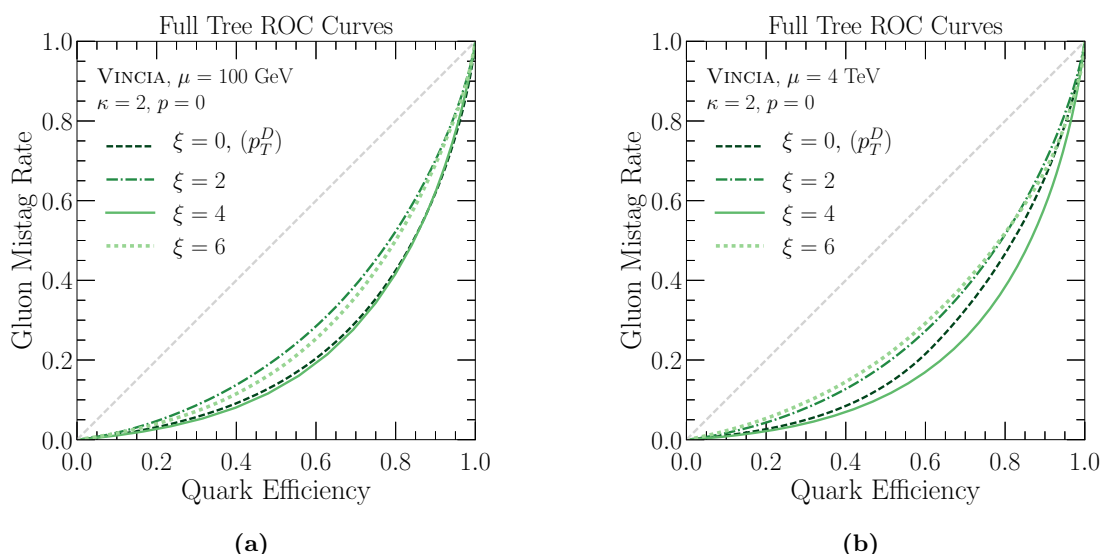 Full Tree ROC Curves
VINCIA, μ = 100 GeV
κ = 2, p = 0
ξ = 0, (p_T^D)
ξ = 2
ξ = 4
ξ = 6
Gluon Mistag Rate
1.0
0.8
0.6
0.4
0.2
0.0
0.0 0.2 0.4 0.6 0.8 1.0
Quark Efficiency
(a)
Full Tree ROC Curves
VINCIA, μ = 4 TeV
κ = 2, p = 0
ξ = 0, (p_T^D)
ξ = 2
ξ = 4
ξ = 6
Gluon Mistag Rate
1.0
0.8
0.6
0.4
0.2
0.0
0.0 0.2 0.4 0.6 0.8 1.0
Quark Efficiency
(b)